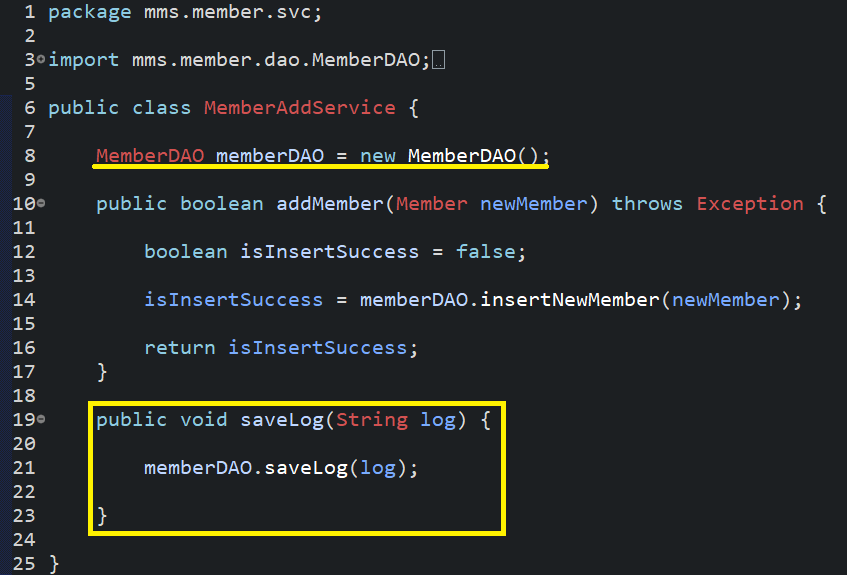 1 package mms.member.svc;
2
3 import mms.member.dao.MemberDAO;
5
6 public class MemberAddService {
7
8     MemberDAO memberDAO = new MemberDAO();
9
10     public boolean addMember(Member newMember) throws Exception {
11
12         boolean isInsertSuccess = false;
13
14         isInsertSuccess = memberDAO.insertNewMember(newMember);
15
16         return isInsertSuccess;
17     }
18
19     public void saveLog(String log) {
20
21         memberDAO.saveLog(log);
22
23     }
24
25 }